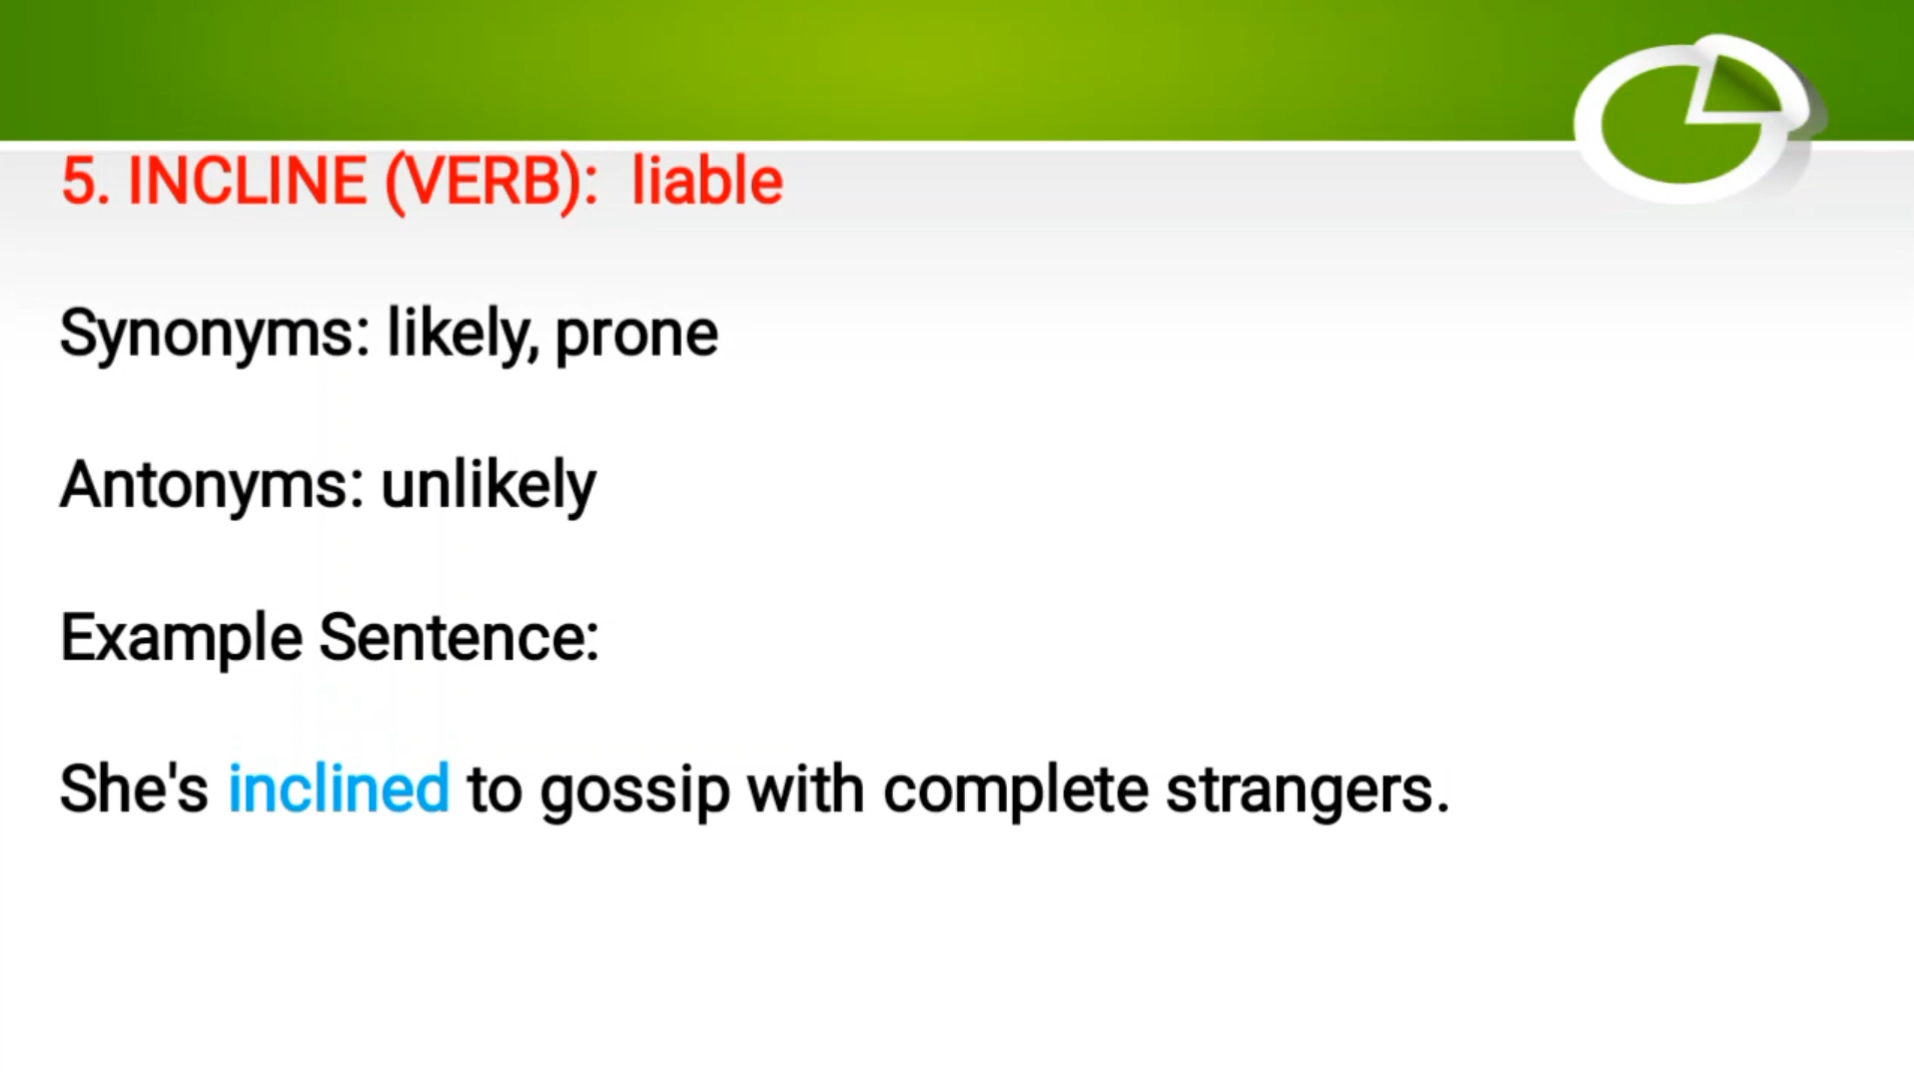 5. INCLINE (VERB): liable
Synonyms: likely, prone
Antonyms: unlikely
Example Sentence:
She's inclined to gossip with complete strangers.